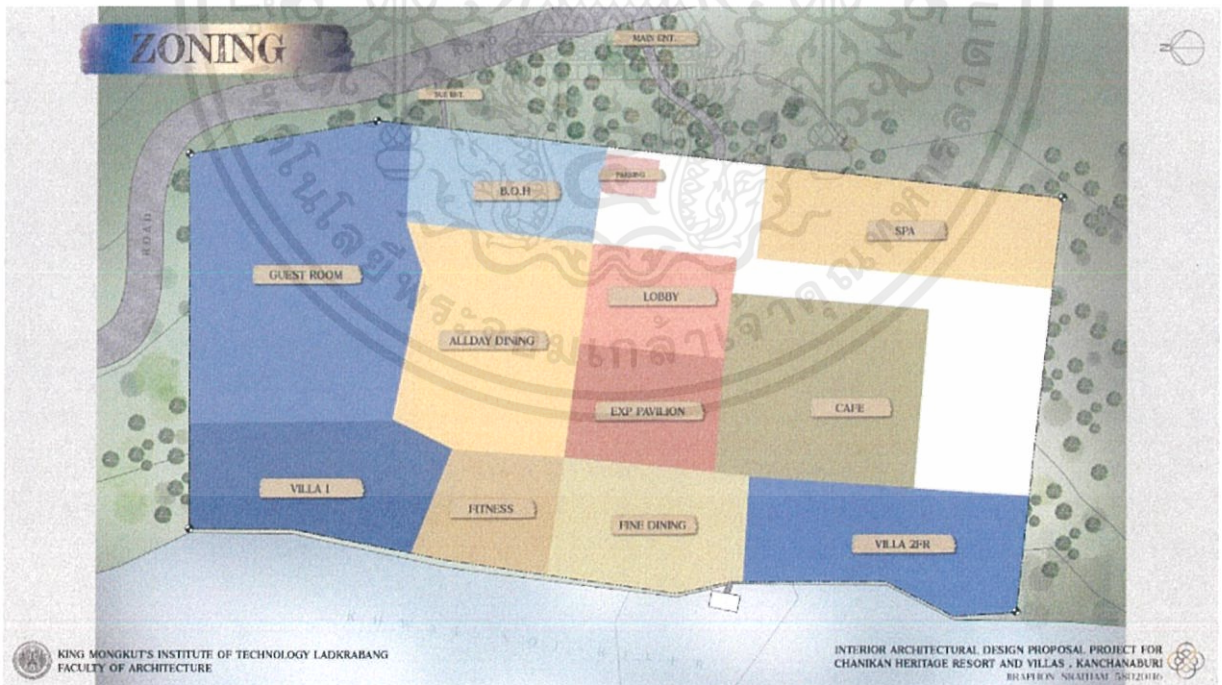 ZONING
MAIN ENT.
ROAD
B.O.H
PARKING
SPA
ROAD
GUEST ROOM
LOBBY
ALLDAY DINING
EXP PAVILION
CAFE
VILLA 1
FITNESS
FINE DINING
VILLA 2FR
KING MONGKUT'S INSTITUTE OF TECHNOLOGY LADKRABANG
FACULTY OF ARCHITECTURE
INTERIOR ARCHITECTURAL DESIGN PROPOSAL PROJECT FOR
CHANIKAN HERITAGE RESORT AND VILLAS , KANCHANABURI